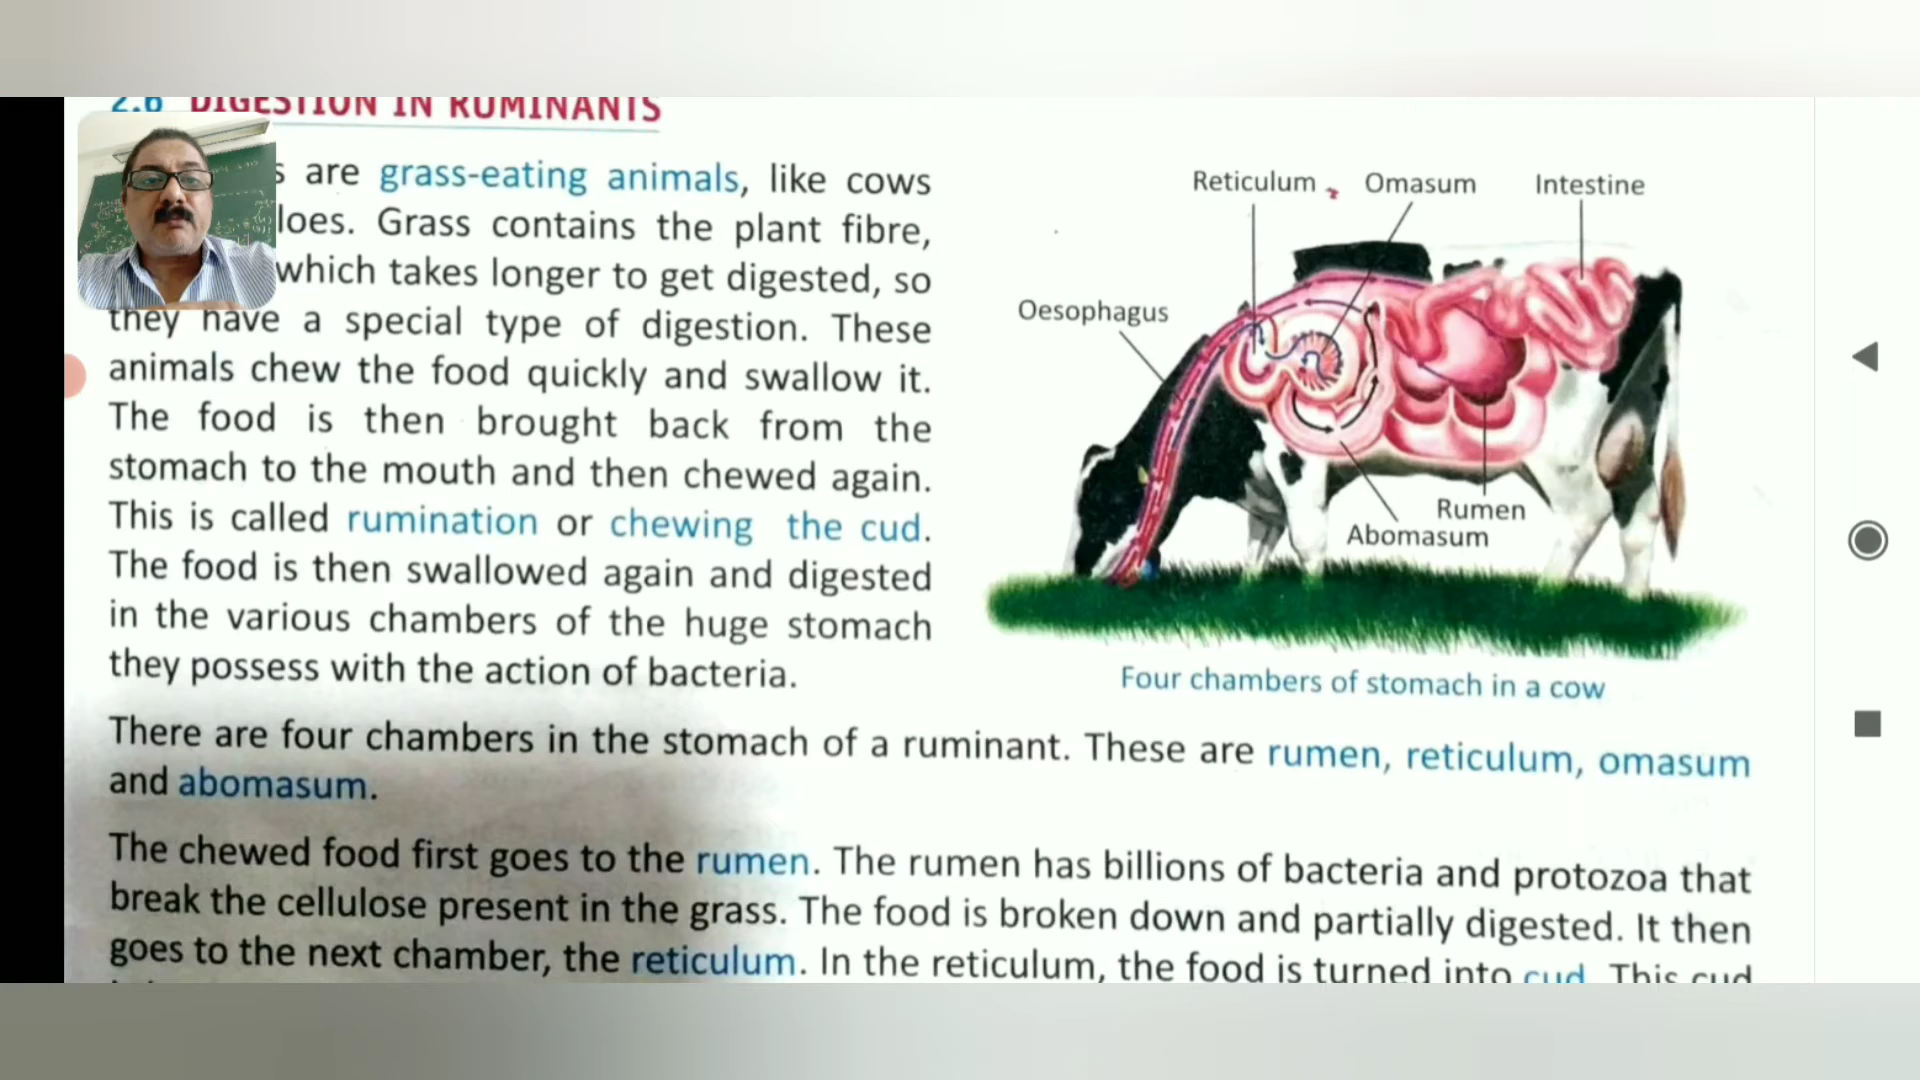 2.6 DIGESTION IN RUMINANTS
are grass-eating animals, like cows
loes. Grass contains the plant fibre,
which takes longer to get digested, so
they have a special type of digestion. These
animals chew the food quickly and swallow it.
The food is then brought back from the
stomach to the mouth and then chewed again.
This is called rumination or chewing the cud.
The food is then swallowed again and digested
in the various chambers of the huge stomach
they possess with the action of bacteria.
Reticulum
Omasum
Intestine
Oesophagus
Rumen
Abomasum
Four chambers of stomach in a cow
There are four chambers in the stomach of a ruminant. These are rumen, reticulum, omasum
and abomasum.
The chewed food first goes to the rumen. The rumen has billions of bacteria and protozoa that
break the cellulose present in the grass. The food is broken down and partially digested. It then
goes to the next chamber, the reticulum. In the reticulum, the food is turned into cud. This cud